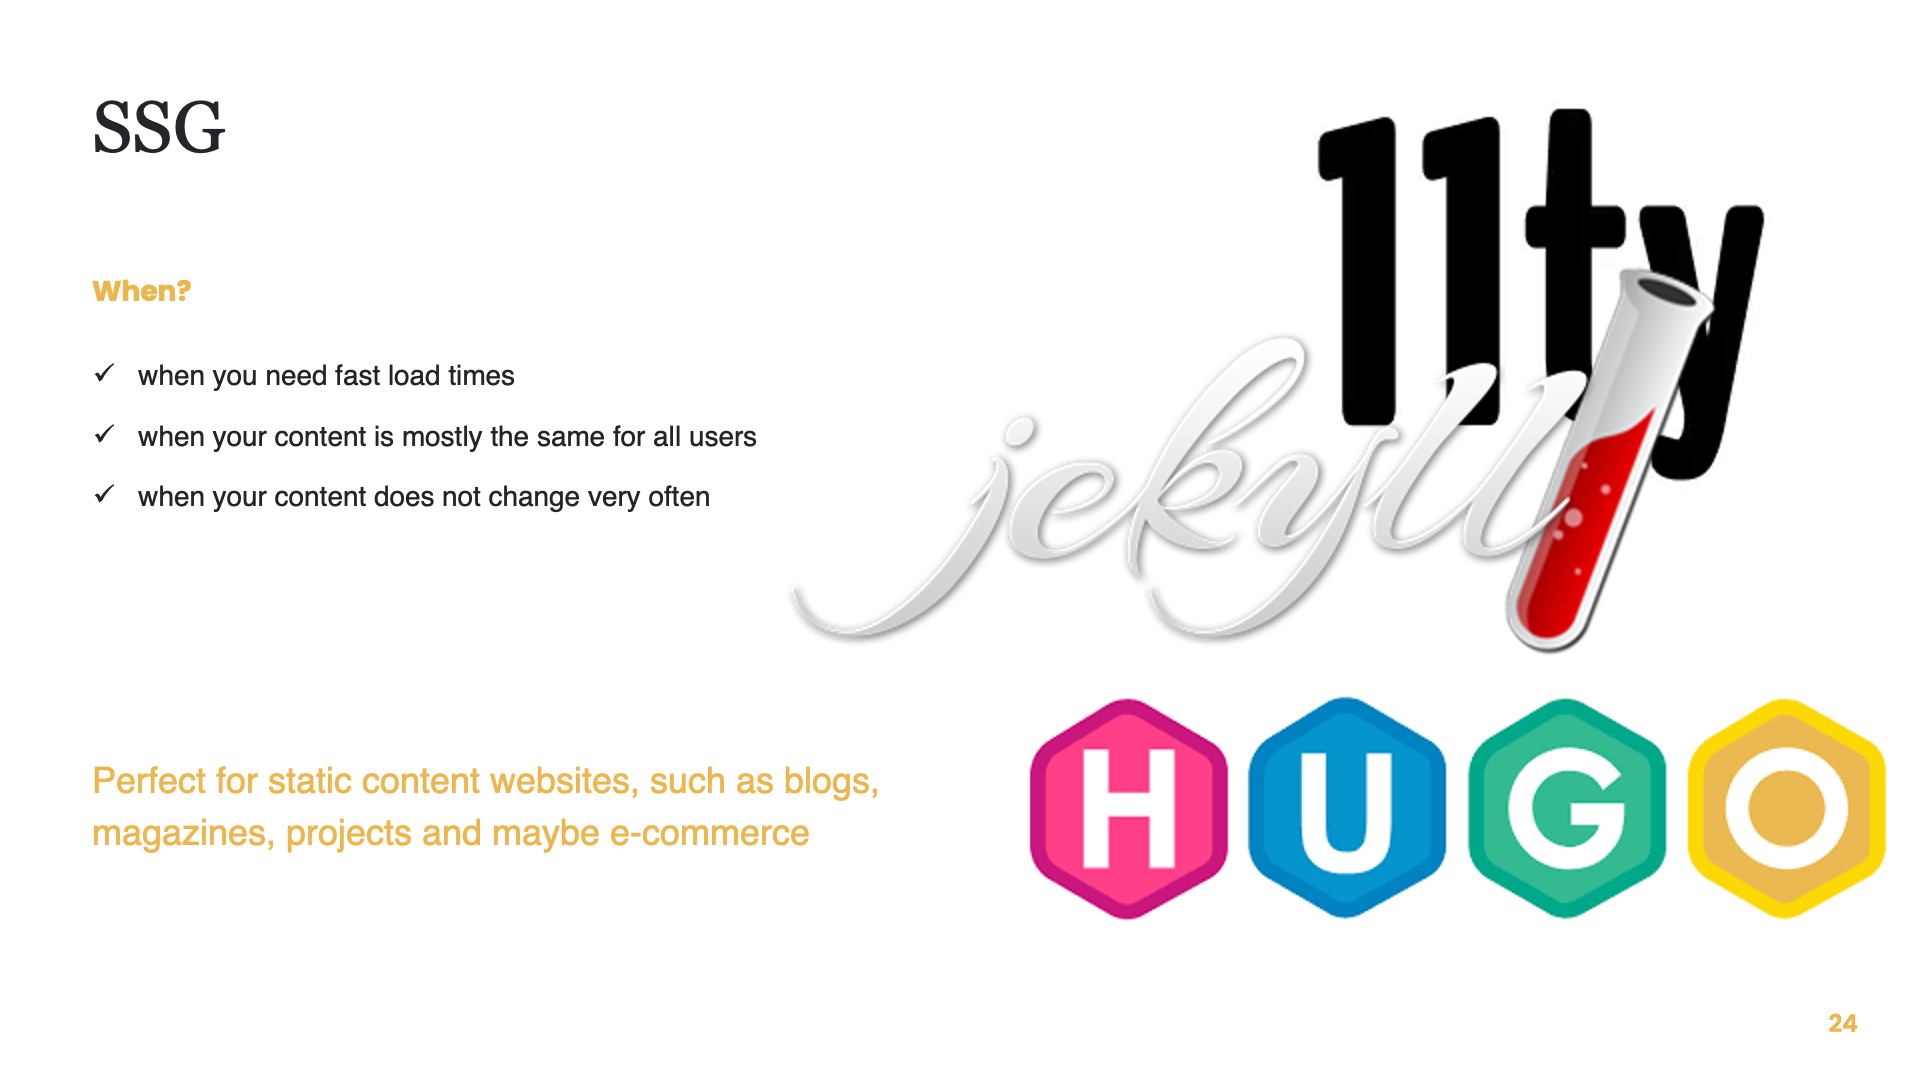 SSG
When?
✓ when you need fast load times
✓ when your content is mostly the same for all users
✓ when your content does not change very often
Perfect for static content websites, such as blogs,
magazines, projects and maybe e-commerce
11ty
jekyll
HUGO
24